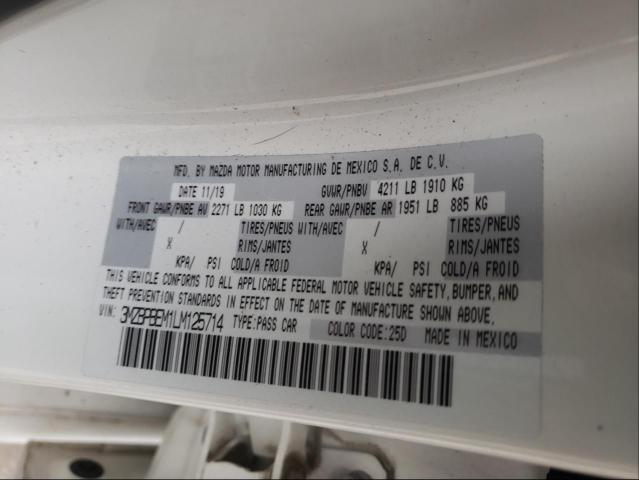 MFD. BY MAZDA MOTOR MANUFACTURING DE MEXICO S.A. DE C.V.
DATE 11/19 GVWR/PNBV 4211 LB 1910 KG
FRONT GAWR/PNBE AV 2271 LB 1030 KG REAR GAWR/PNBE AR 1951 LB 885 KG
WITH/AVEC / TIRES/PNEUS WITH/AVEC / TIRES/PNEUS
X RIMS/JANTES X RIMS/JANTES
KPA/ PSI COLD/A FROID KPA/ PSI COLD/A FROID
THIS VEHICLE CONFORMS TO ALL APPLICABLE FEDERAL MOTOR VEHICLE SAFETY, BUMPER, AND
THEFT PREVENTION STANDARDS IN EFFECT ON THE DATE OF MANUFACTURE SHOWN ABOVE.
VIN: 3MZBPBEM1LM125714 TYPE:PASS CAR COLOR CODE:25D MADE IN MEXICO